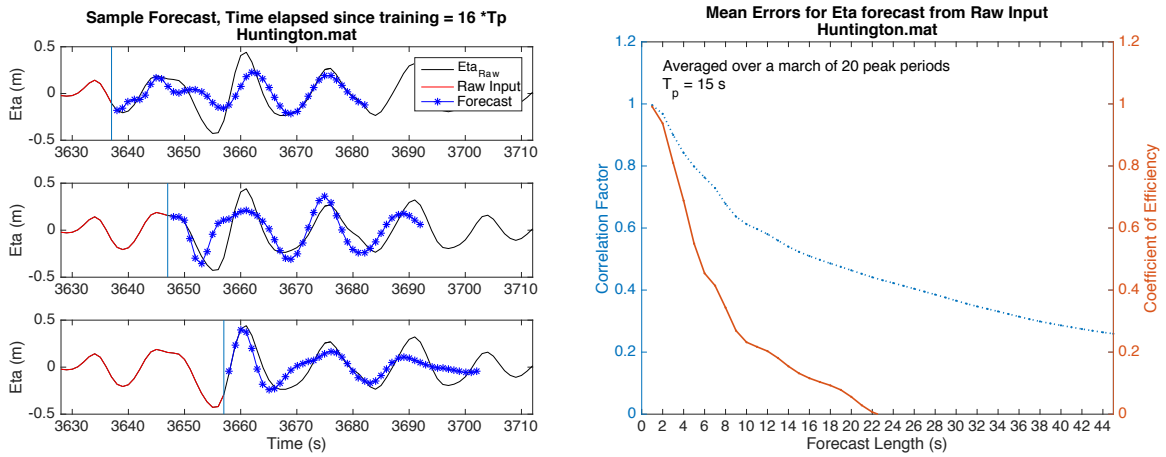 Sample Forecast, Time elapsed since training = 16 *Tp
Huntington.mat
Eta (m)
0.5
0
-0.5
Eta_Raw
Raw Input
Forecast
3630 3640 3650 3660 3670 3680 3690 3700 3710
Eta (m)
0.5
0
-0.5
3630 3640 3650 3660 3670 3680 3690 3700 3710
Eta (m)
0.5
0
-0.5
3630 3640 3650 3660 3670 3680 3690 3700 3710
Time (s)
Mean Errors for Eta forecast from Raw Input
Huntington.mat
Averaged over a march of 20 peak periods
T_p = 15 s
Correlation Factor
1.2
1
0.8
0.6
0.4
0.2
0
Coefficient of Efficiency
1.2
1
0.8
0.6
0.4
0.2
0
0 2 4 6 8 10 12 14 16 18 20 22 24 26 28 30 32 34 36 38 40 42 44
Forecast Length (s)